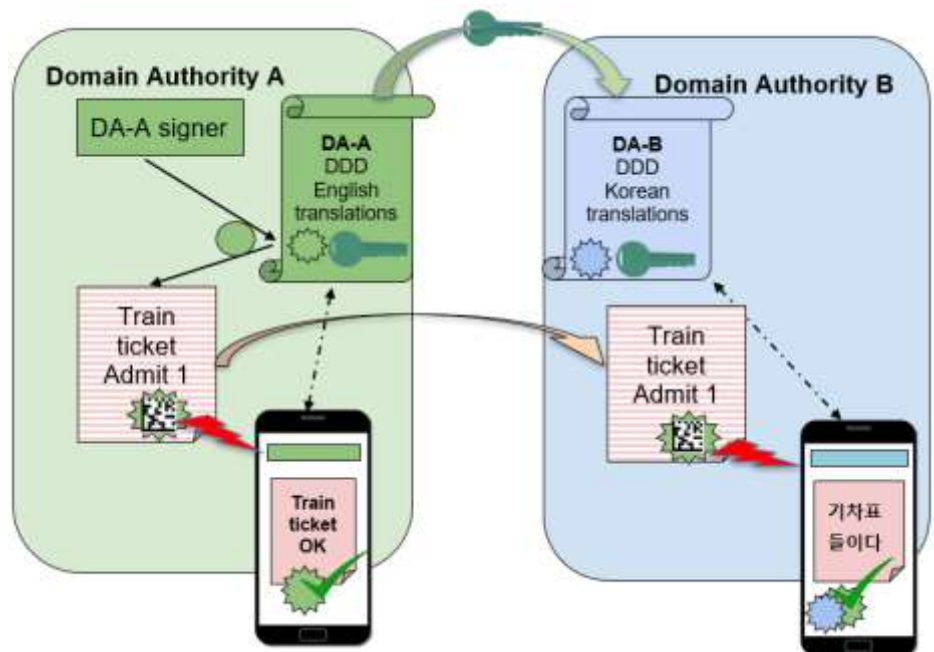 Domain Authority A
DA-A signer
DA-A
DDD
English
translations
Train
ticket
Admit 1
Train
ticket
OK
Domain Authority B
DA-B
DDD
Korean
translations
Train
ticket
Admit 1
기차표
들이다